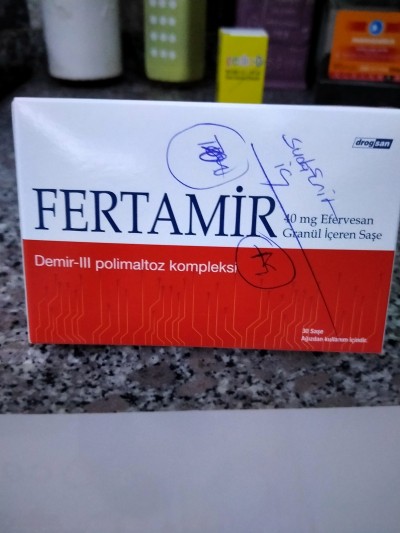 drogsan
suda Erit
iç
FERTAMİR
40 mg Efervesan
Granül İçeren Saşe
Demir-III polimaltoz kompleksi
30 Saşe
Ağızdan kullanım içindir.